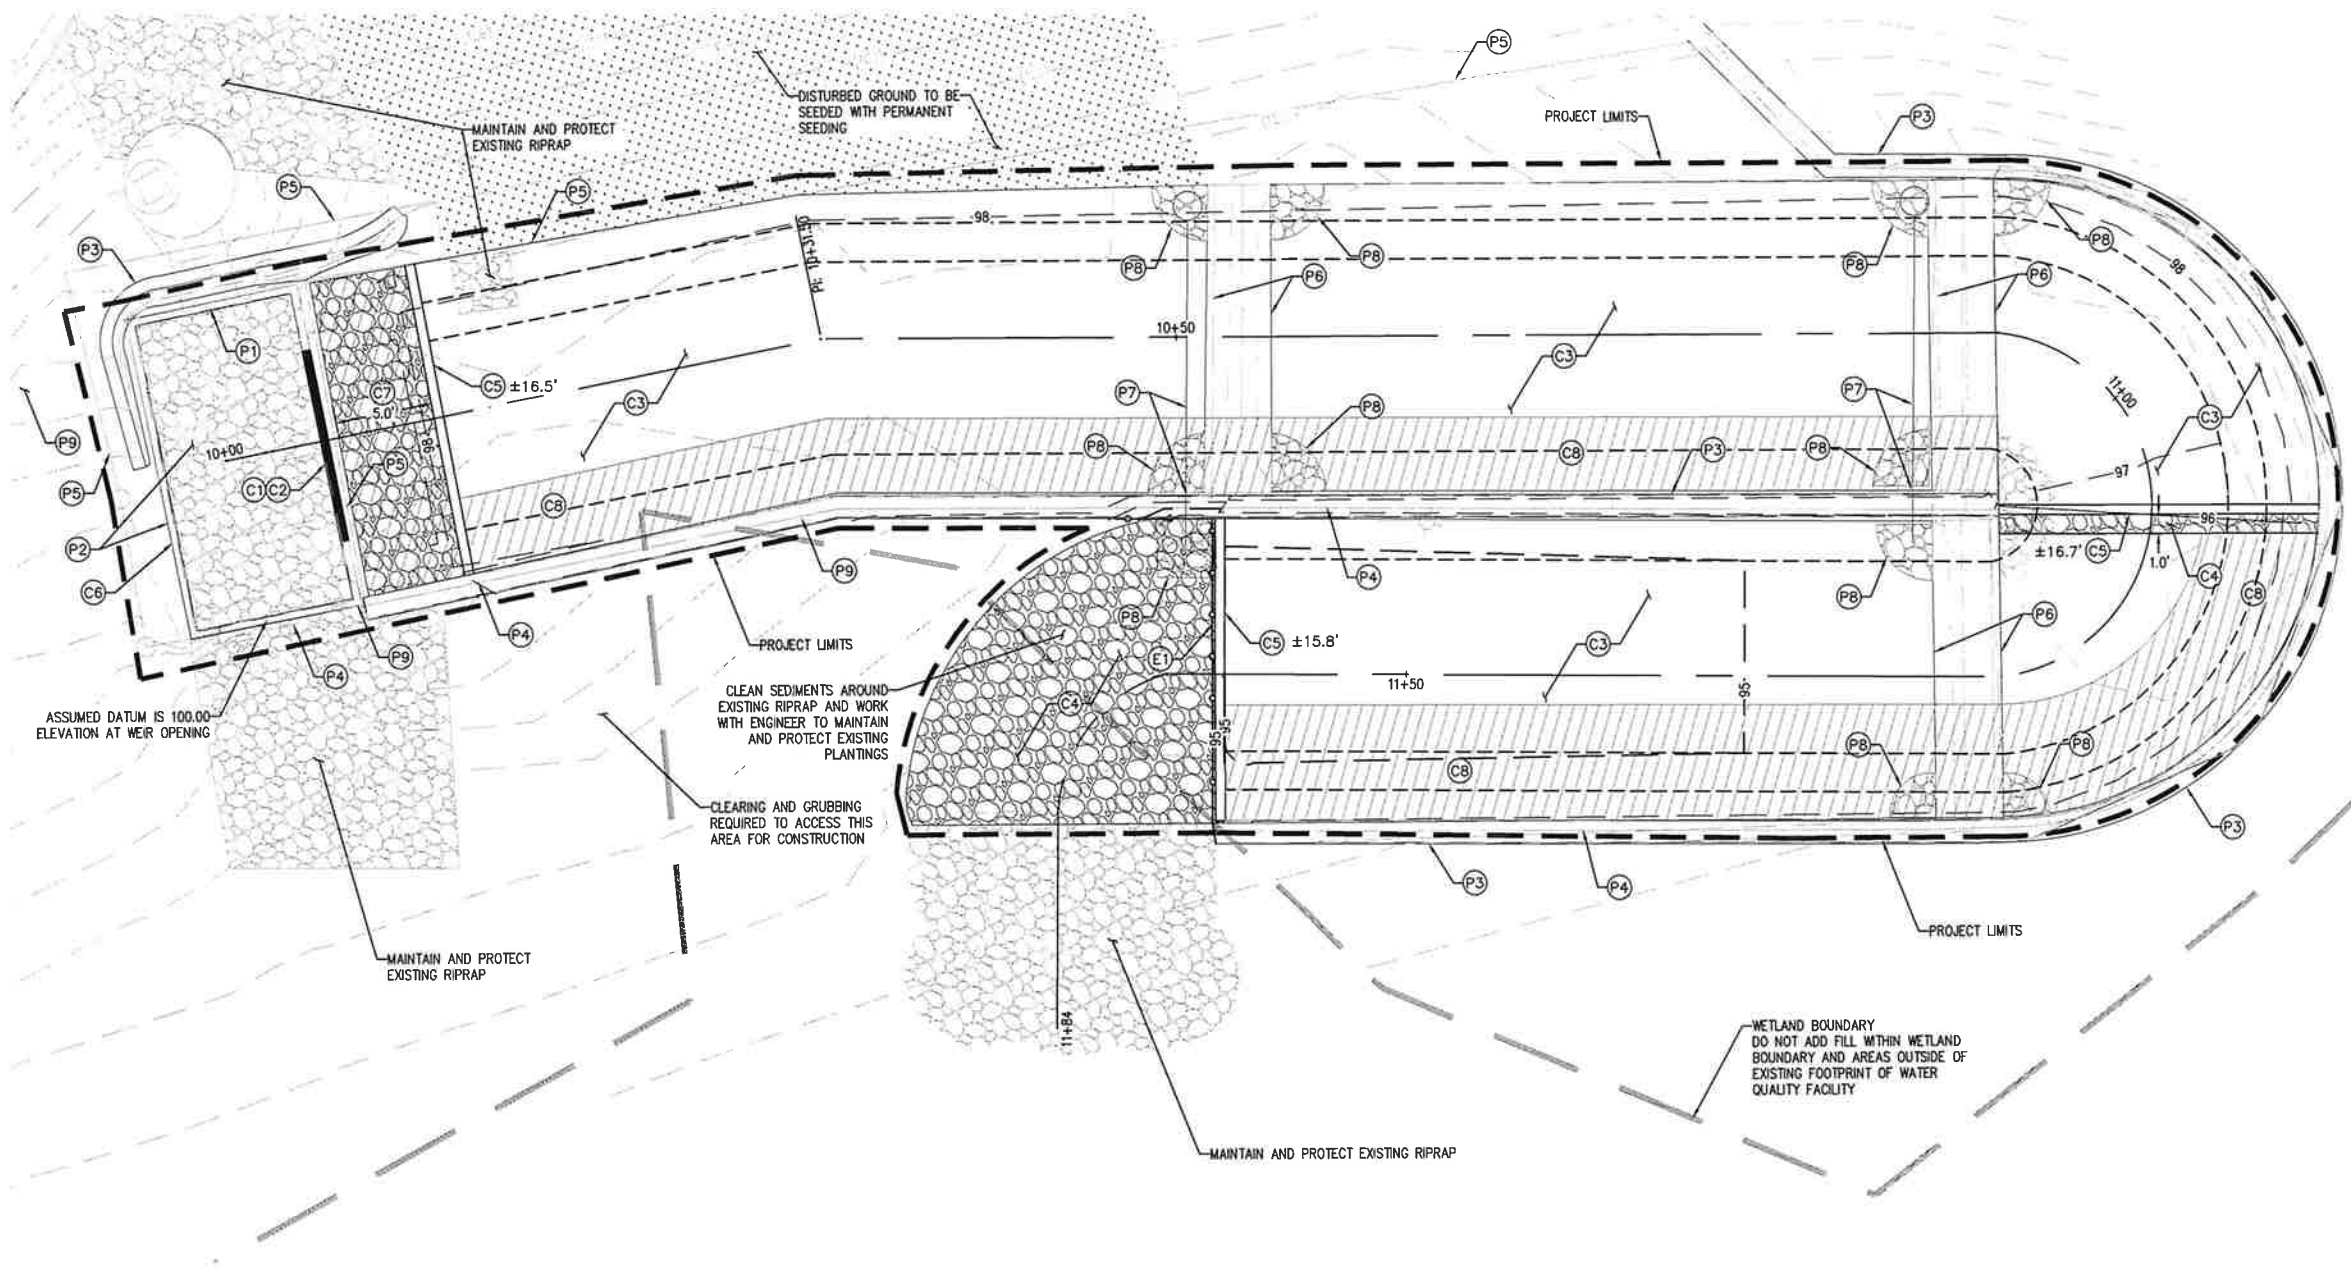 P5
PROJECT LIMITS
P3
DISTURBED GROUND TO BE
SEEDED WITH PERMANENT
SEEDING
MAINTAIN AND PROTECT
EXISTING RIPRAP
P5
P5
P3
98
PI: 10+31.50
P8
P8
P8
P8
98
P6
P6
P1
10+50
C3
C7
5.0'
C5 ±16.5'
C3
P7
P7
11+00
C3
P9
98
P8
P8
P8
P3
C8
10+00
P5
C1 C2
P5
97
C8
96
P2
C6
P9
P4
P8
±16.7' C5
1.0'
C4
C8
P8
P6
P4
P9
P4
PROJECT LIMITS
E1
C5 ±15.8'
C3
11+50
95
CLEAN SEDIMENTS AROUND
EXISTING RIPRAP AND WORK
WITH ENGINEER TO MAINTAIN
AND PROTECT EXISTING
PLANTINGS
C4
95
95
ASSUMED DATUM IS 100.00
ELEVATION AT WEIR OPENING
P8
P8
C8
CLEARING AND GRUBBING
REQUIRED TO ACCESS THIS
AREA FOR CONSTRUCTION
P3
P3
P4
PROJECT LIMITS
MAINTAIN AND PROTECT
EXISTING RIPRAP
11+84
WETLAND BOUNDARY
DO NOT ADD FILL WITHIN WETLAND
BOUNDARY AND AREAS OUTSIDE OF
EXISTING FOOTPRINT OF WATER
QUALITY FACILITY
MAINTAIN AND PROTECT EXISTING RIPRAP